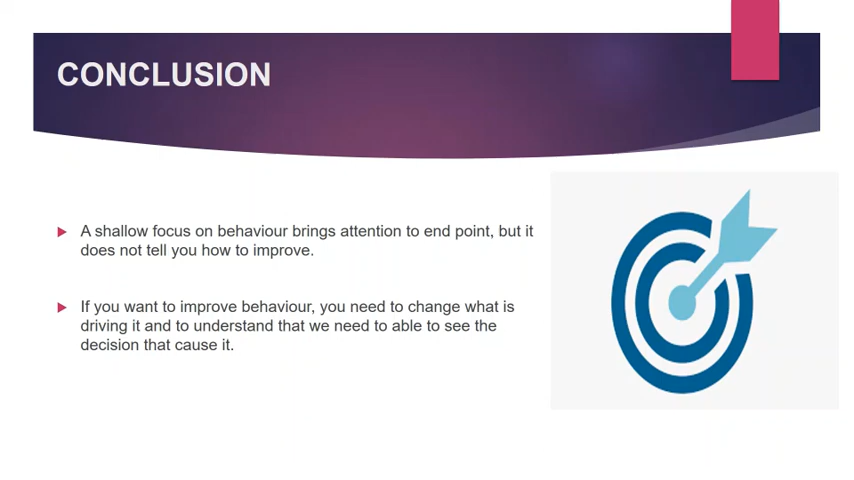 CONCLUSION
A shallow focus on behaviour brings attention to end point, but it
does not tell you how to improve.
If you want to improve behaviour, you need to change what is
driving it and to understand that we need to able to see the
decision that cause it.